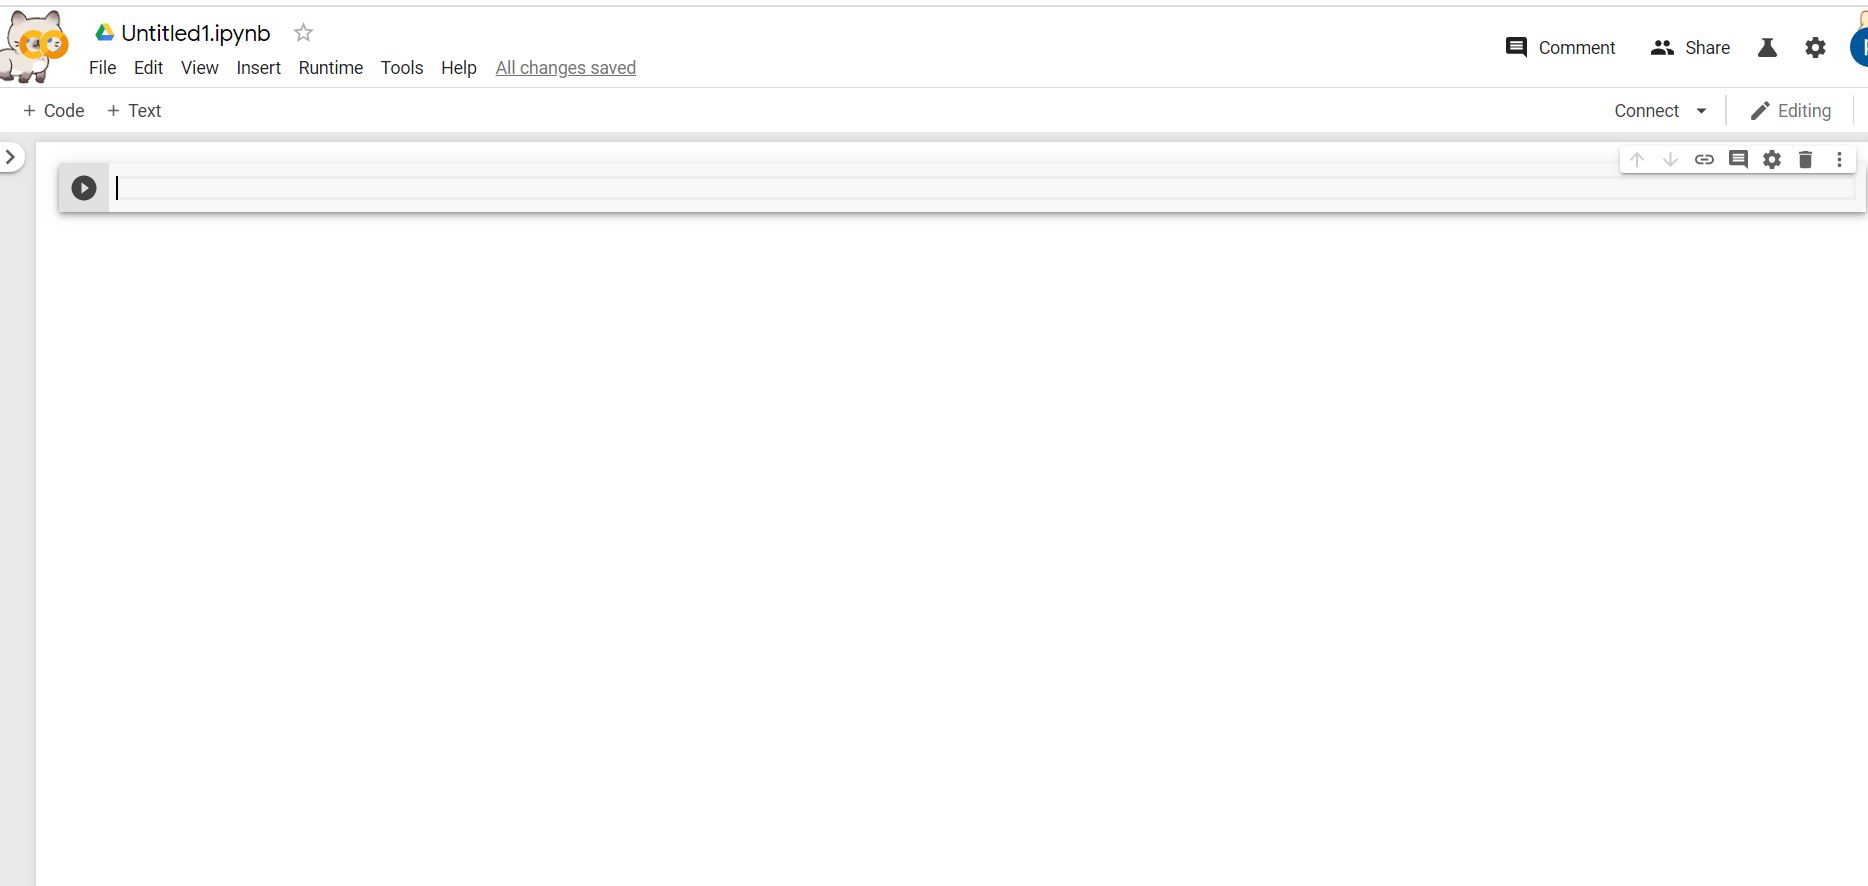 Untitled1.ipynb
File Edit View Insert Runtime Tools Help All changes saved
Comment Share
+ Code + Text
Connect Editing